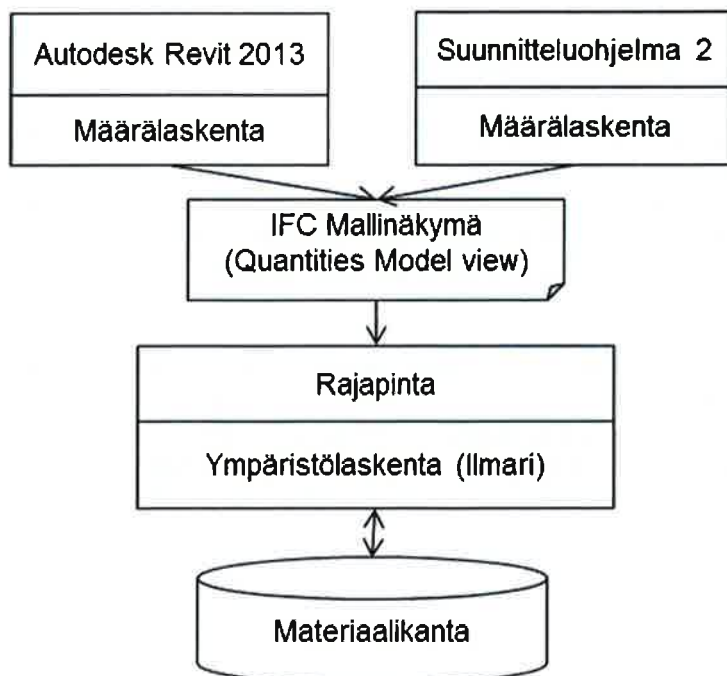 Autodesk Revit 2013
Määrälaskenta
Suunnitteluohjelma 2
Määrälaskenta
IFC Mallinäkymä
(Quantities Model view)
Rajapinta
Ympäristölaskenta (Ilmari)
Materiaalikanta